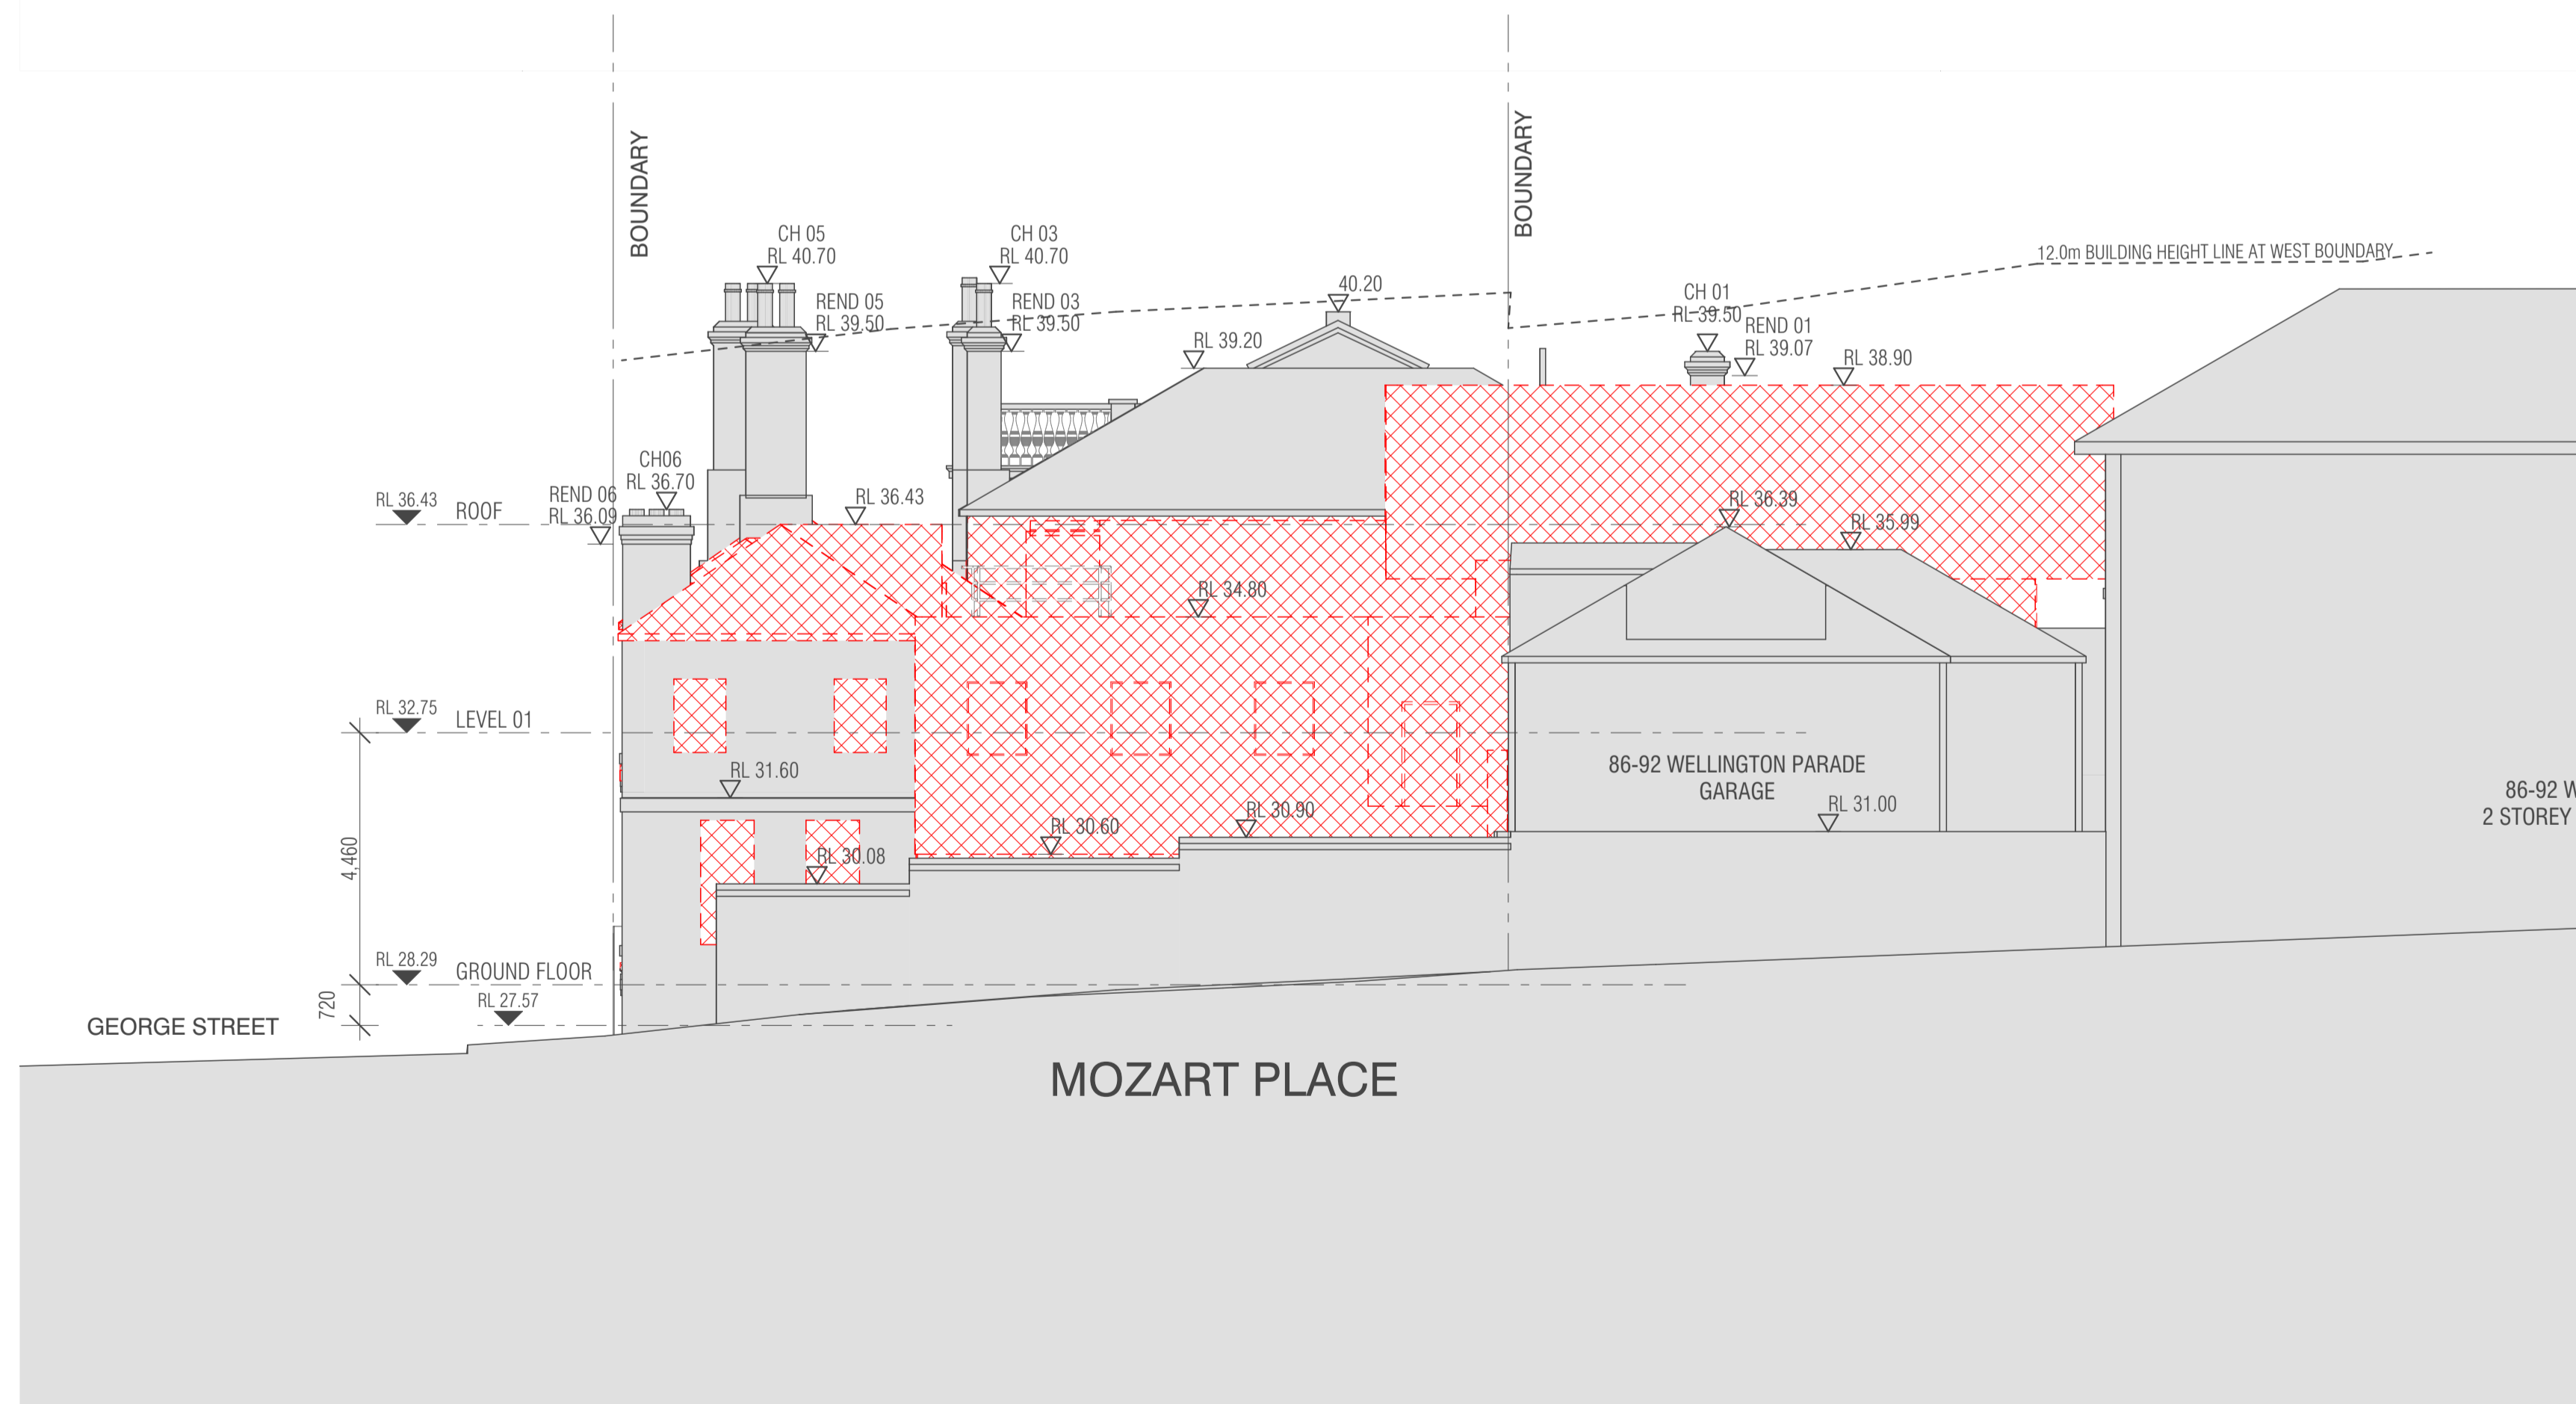 BOUNDARY
BOUNDARY
CH 05
RL 40.70
CH 03
RL 40.70
12.0m BUILDING HEIGHT LINE AT WEST BOUNDARY
40.20
CH 01
RL 39.50
REND 05
RL 39.50
REND 03
RL 39.50
REND 01
RL 39.07
RL 39.20
RL 38.90
CH06
RL 36.70
REND 06
RL 36.09
RL 36.43
ROOF
RL 36.43
RL 36.39
RL 35.99
RL 34.80
RL 32.75
LEVEL 01
RL 31.60
86-92 WELLINGTON PARADE
GARAGE
RL 31.00
86-92 W
2 STOREY
RL 30.90
RL 30.60
RL 30.08
4,460
RL 28.29
GROUND FLOOR
720
RL 27.57
GEORGE STREET
MOZART PLACE